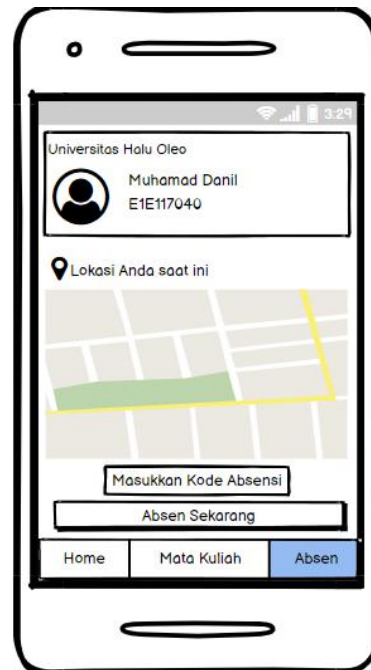 3:29
Universitas Halu Oleo
Muhamad Danil
E1E117040
Lokasi Anda saat ini
Masukkan Kode Absensi
Absen Sekarang
Home Mata Kuliah Absen